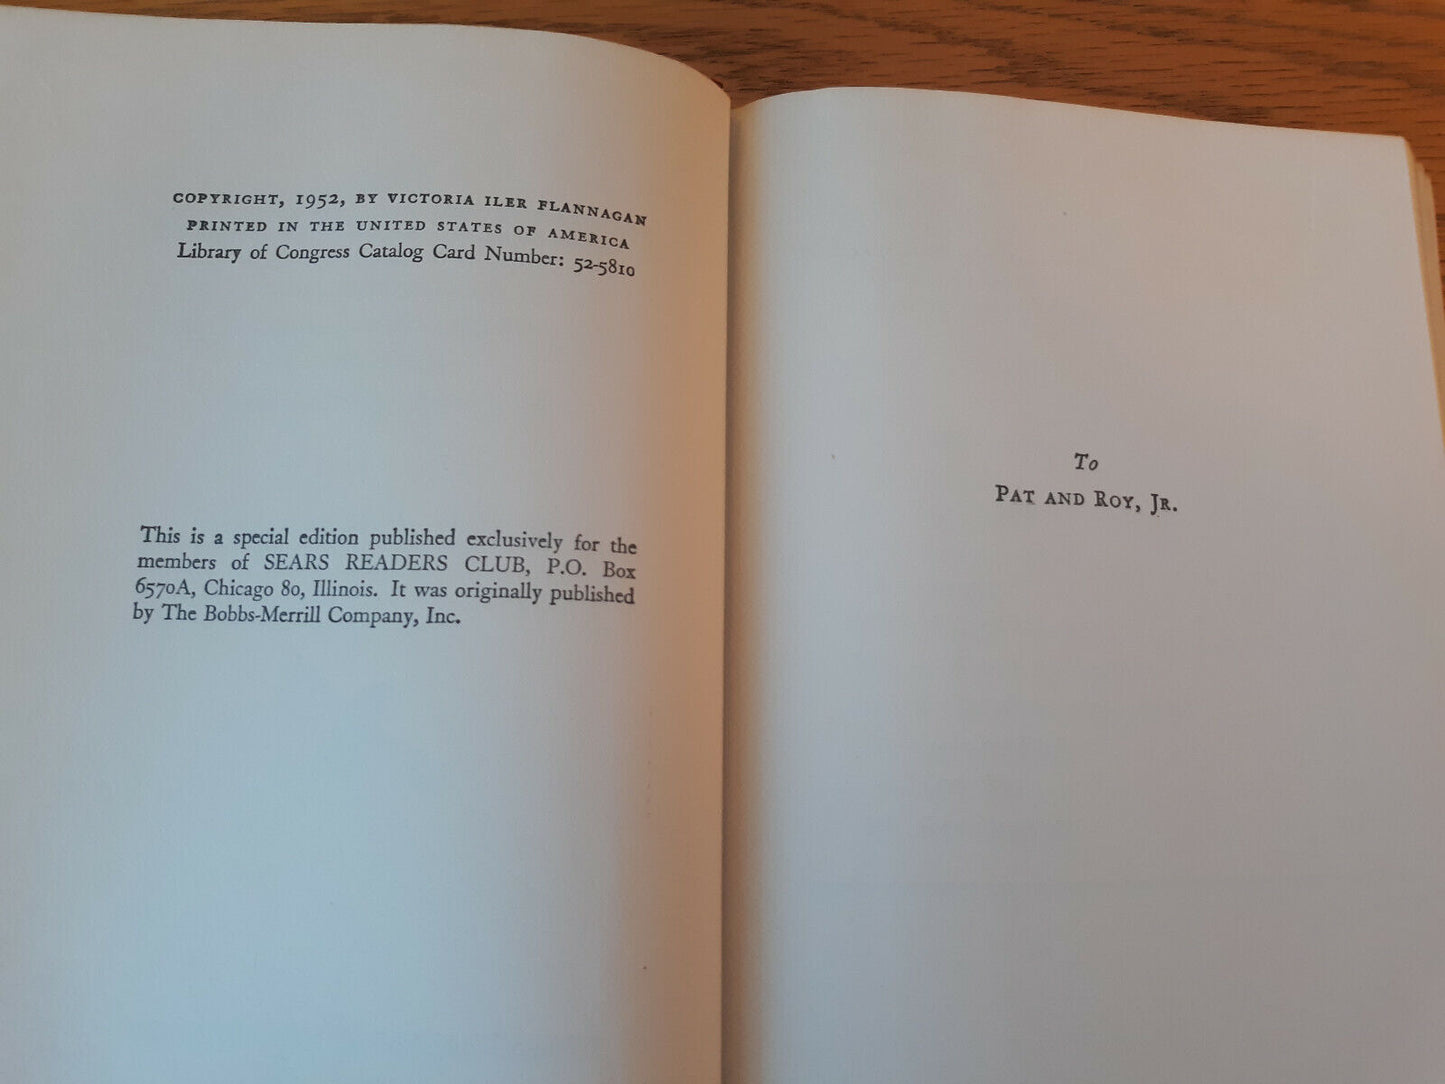 COPYRIGHT, 1952, BY VICTORIA ILER FLANNAGAN
PRINTED IN THE UNITED STATES OF AMERICA
Library of Congress Catalog Card Number: 52-5810
This is a special edition published exclusively for the
members of SEARS READERS CLUB, P.O. Box
6570A, Chicago 80, Illinois. It was originally published
by The Bobbs-Merrill Company, Inc.
To
PAT AND ROY, JR.